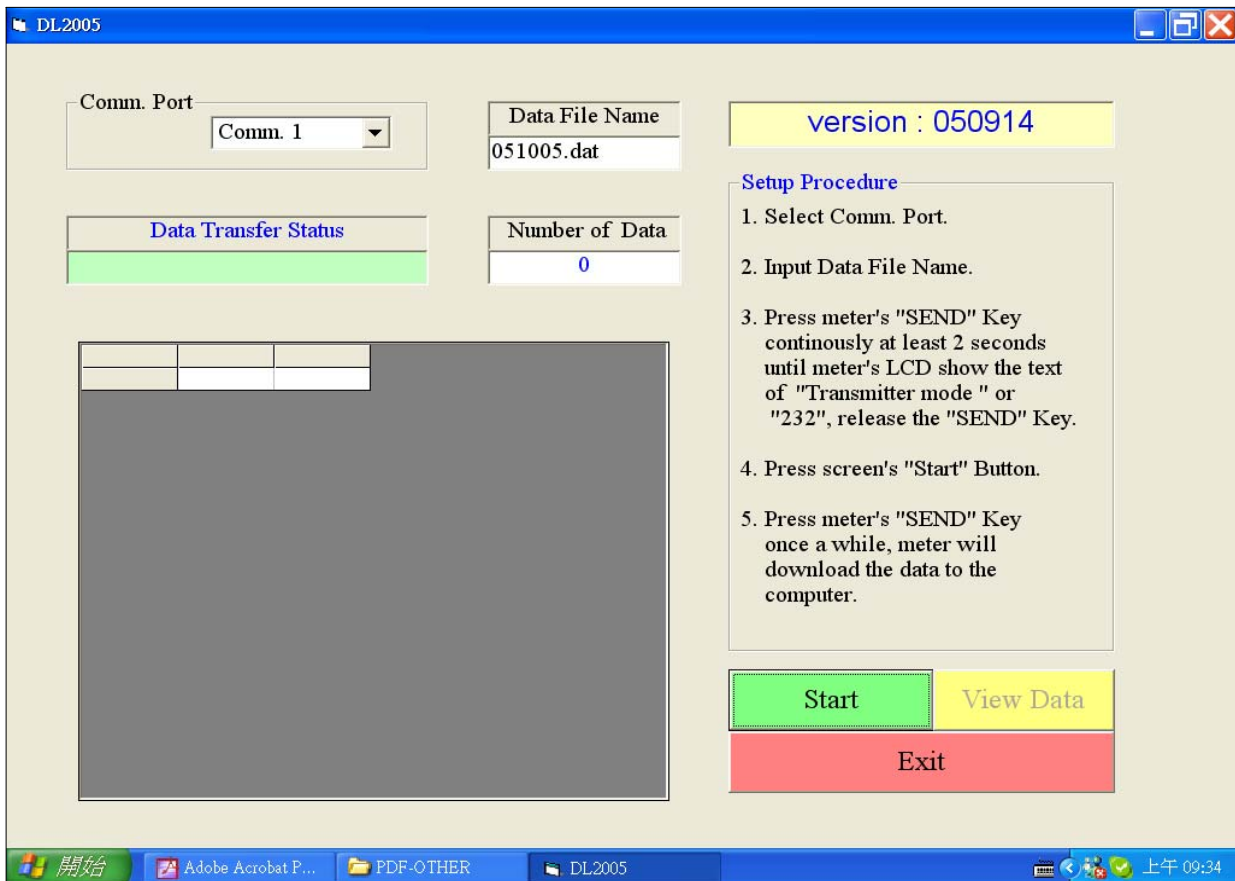 DL2005
Comm. Port
Comm. 1
Data File Name
051005.dat
version : 050914
Data Transfer Status
Number of Data
0
Setup Procedure
1. Select Comm. Port.
2. Input Data File Name.
3. Press meter's "SEND" Key
continously at least 2 seconds
until meter's LCD show the text
of "Transmitter mode " or
"232", release the "SEND" Key.
4. Press screen's "Start" Button.
5. Press meter's "SEND" Key
once a while, meter will
download the data to the
computer.
Start
View Data
Exit
開始
Adobe Acrobat P...
PDF-OTHER
DL2005
上午 09:34